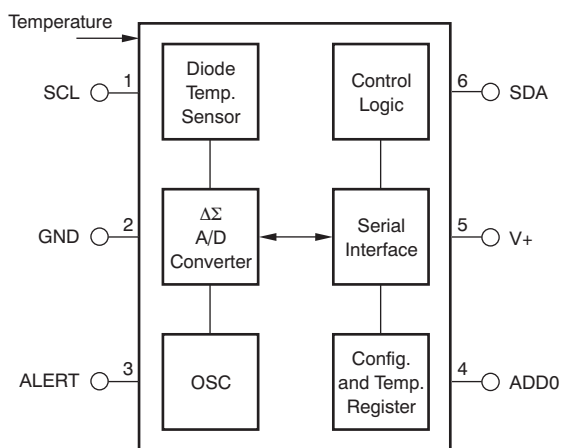 Temperature
SCL
1
Diode
Temp.
Sensor
Control
Logic
6
SDA
GND
2
ΔΣ
A/D
Converter
Serial
Interface
5
V+
ALERT
3
OSC
Config.
and Temp.
Register
4
ADD0